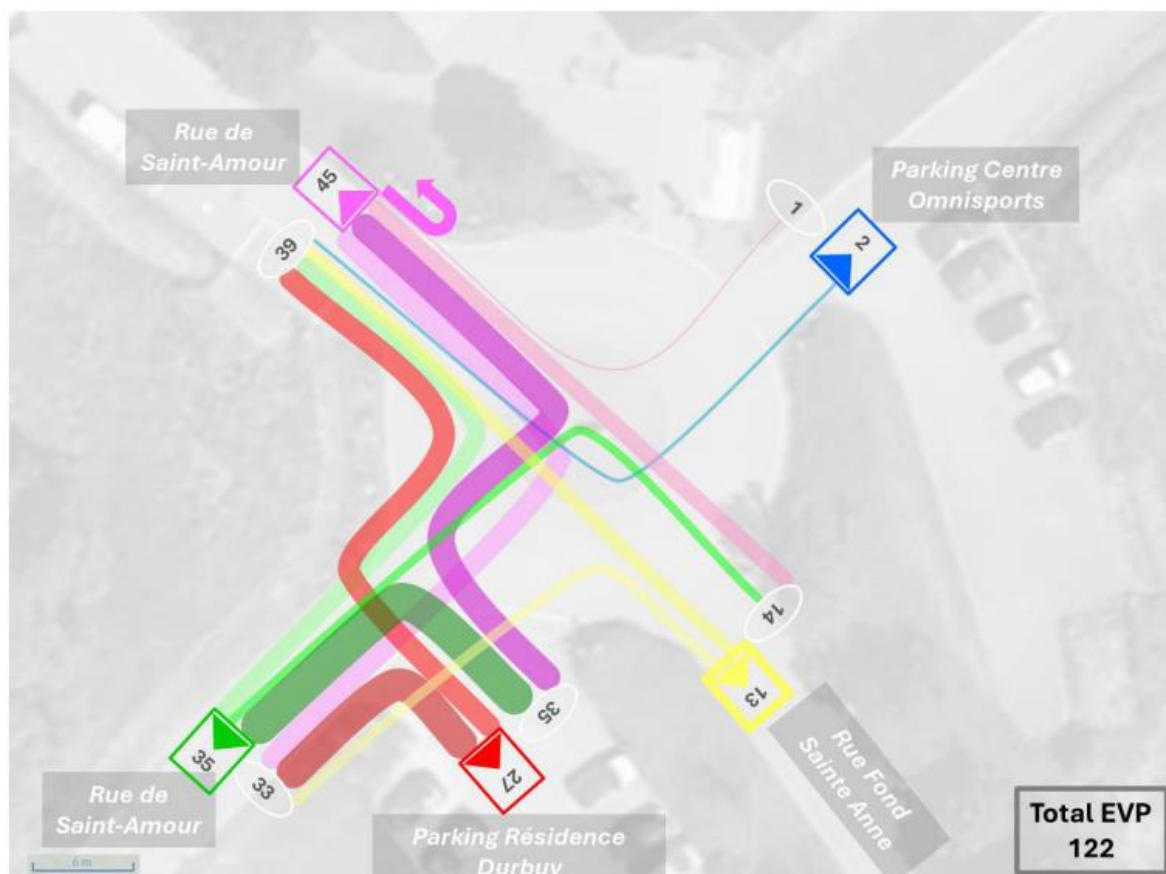 Rue de
Saint-Amour
45
39
1
2
Parking Centre
Omnisports
14
13
Rue Fond
Sainte Anne
35
27
35
33
Rue de
Saint-Amour
Parking Résidence
Durbuy
6 m
Total EVP
122